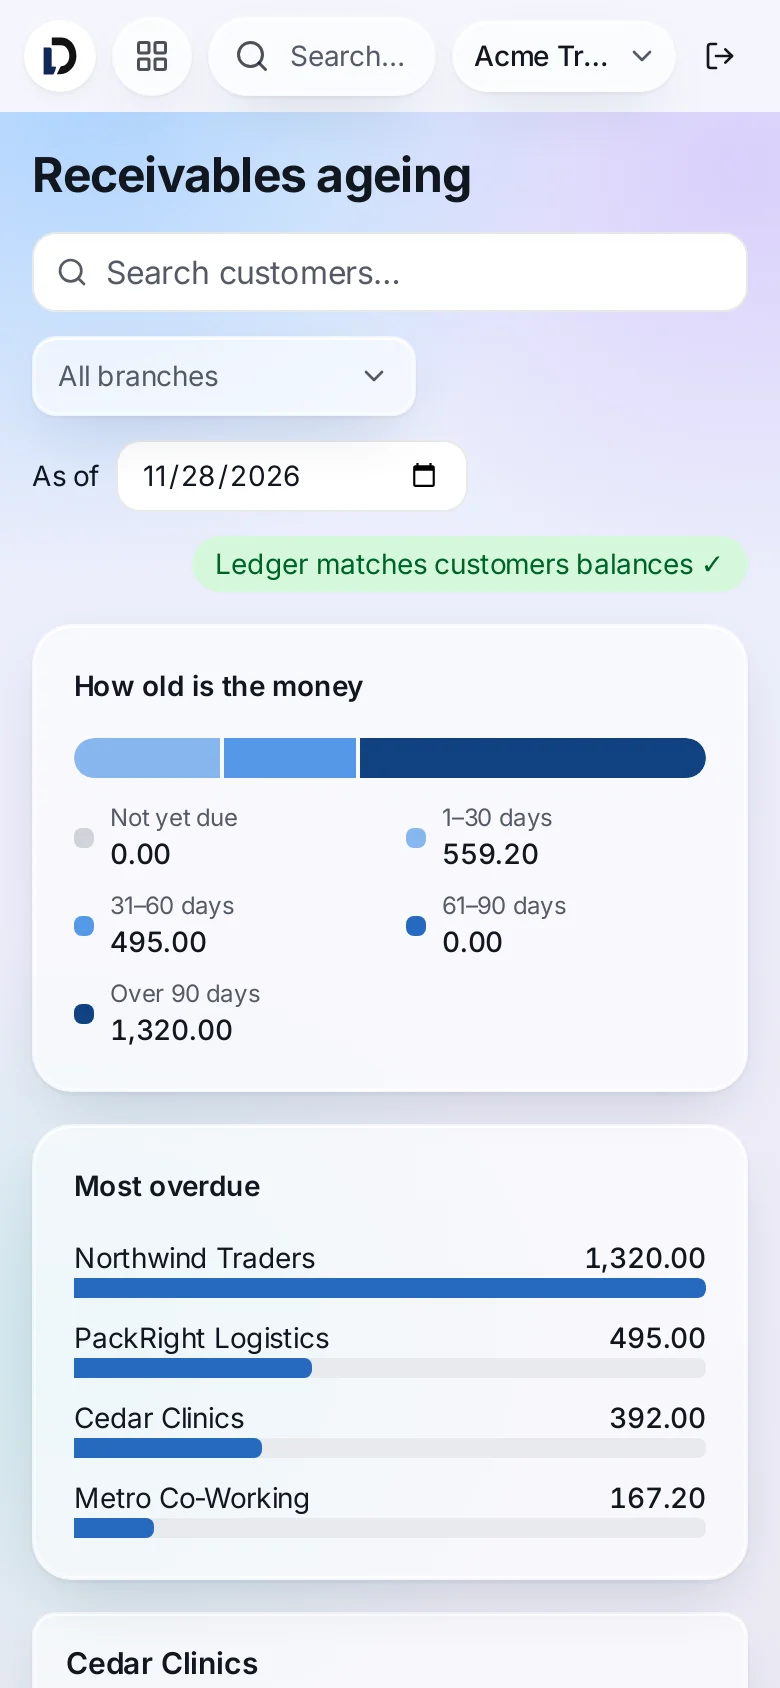 Search...
Acme Tr...
Receivables ageing
Search customers...
All branches
As of 11/28/2026
Ledger matches customers balances ✓
How old is the money
Not yet due
0.00
1–30 days
559.20
31–60 days
495.00
61–90 days
0.00
Over 90 days
1,320.00
Most overdue
Northwind Traders 1,320.00
PackRight Logistics 495.00
Cedar Clinics 392.00
Metro Co-Working 167.20
Cedar Clinics